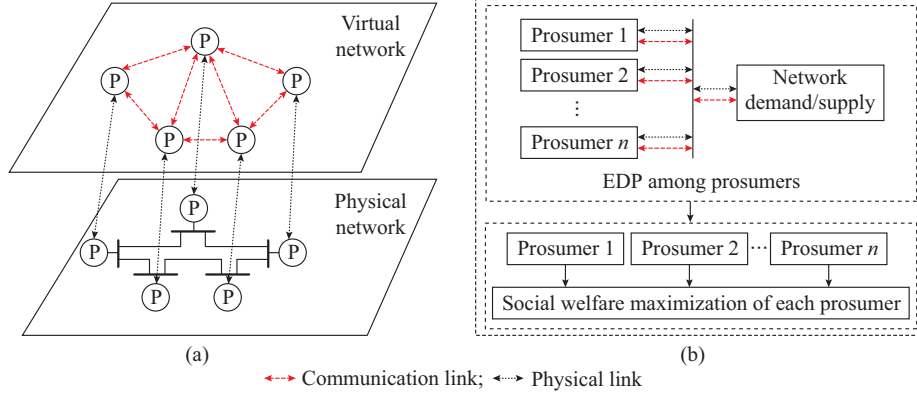 Virtual
network
P
P
P
P
P
Physical
network
P
P
P
P
P
(a)
Prosumer 1
Prosumer 2
⋮
Prosumer n
Network
demand/supply
EDP among prosumers
Prosumer 1
Prosumer 2
...
Prosumer n
Social welfare maximization of each prosumer
(b)
Communication link;
Physical link